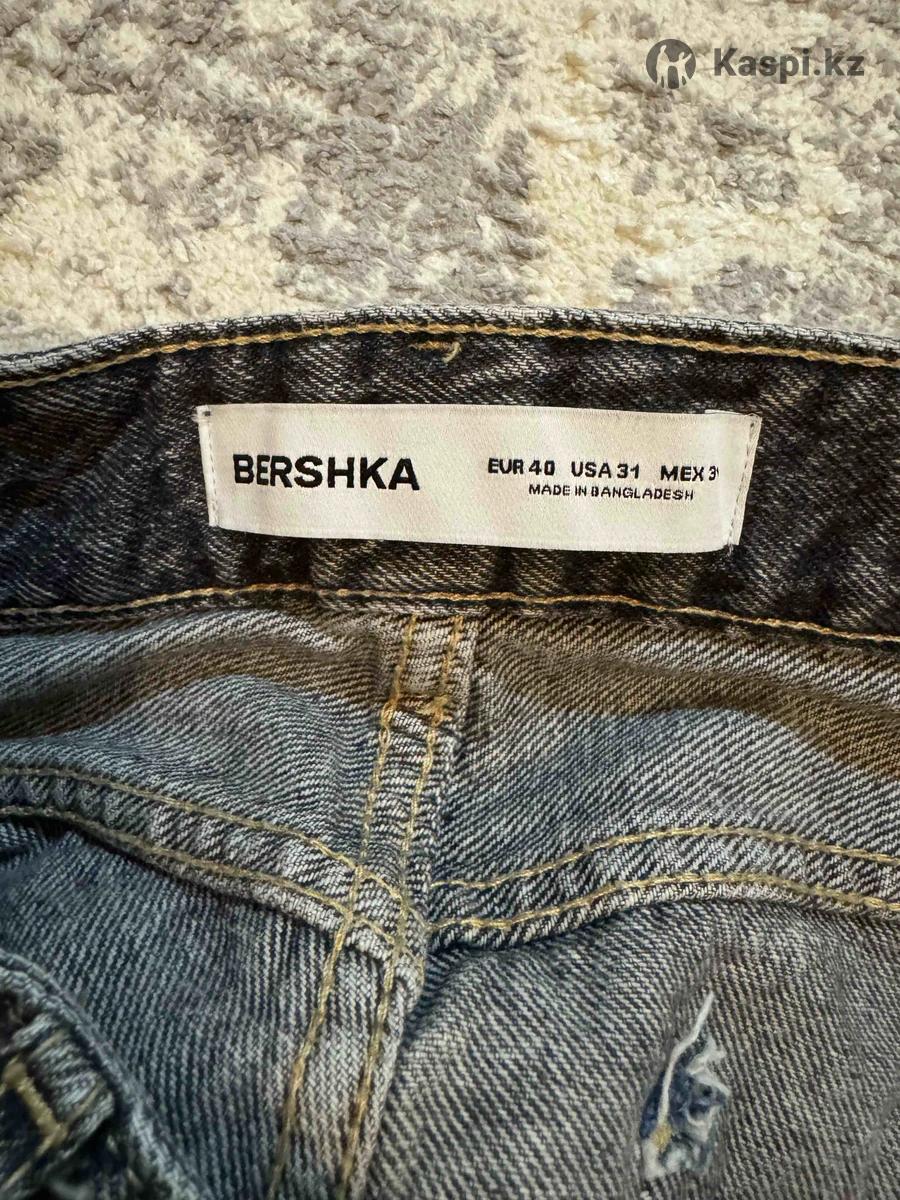 Kaspi.kz
BERSHKA
EUR 40 USA 31 MEX
MADE IN BANGLADESH